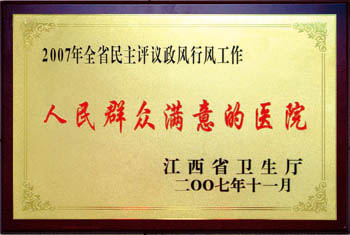 2007年全省民主评议政风行风工作
人民群众满意的医院
江西省卫生厅
二〇〇七年十一月